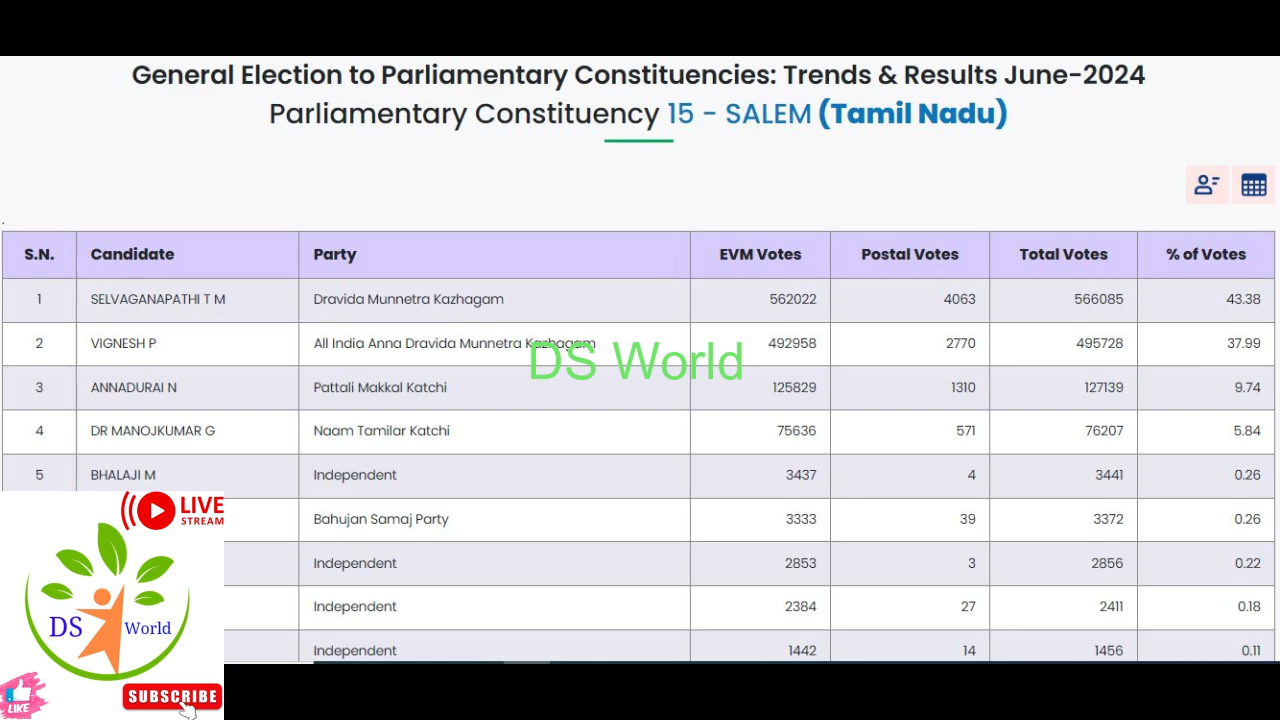 General Election to Parliamentary Constituencies: Trends & Results June-2024
Parliamentary Constituency 15 - SALEM (Tamil Nadu)
S.N. Candidate Party EVM Votes Postal Votes Total Votes % of Votes
1 SELVAGANAPATHI T M Dravida Munnetra Kazhagam 562022 4063 566085 43.38
2 VIGNESH P All India Anna Dravida Munnetra Kazhagam 492958 2770 495728 37.99
DS World
3 ANNADURAI N Pattali Makkal Katchi 125829 1310 127139 9.74
4 DR MANOJKUMAR G Naam Tamilar Katchi 75636 571 76207 5.84
5 BHALAJI M Independent 3437 4 3441 0.26
LIVE
STREAM
Bahujan Samaj Party 3333 39 3372 0.26
Independent 2853 3 2856 0.22
Independent 2384 27 2411 0.18
DS World
Independent 1442 14 1456 0.11
SUBSCRIBE
LIKE